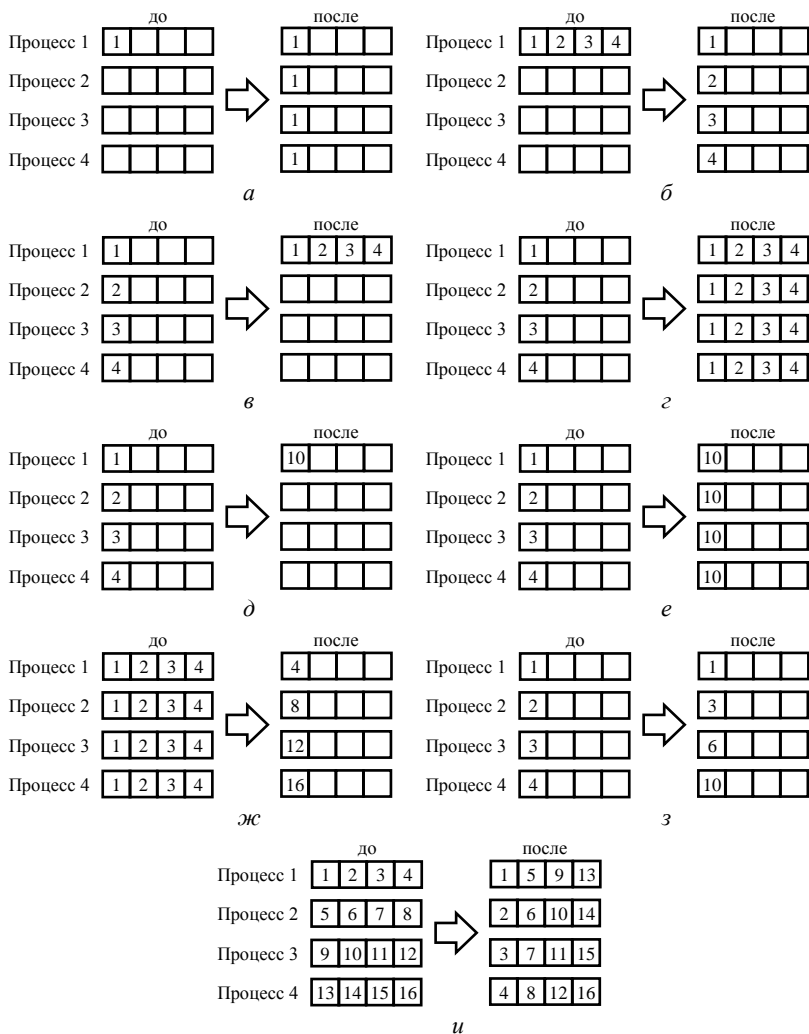 до после до после
Процесс 1 1 1 Процесс 1 1 2 3 4 1
Процесс 2 1 Процесс 2 2
Процесс 3 1 Процесс 3 3
Процесс 4 1 Процесс 4 4
а б
до после до после
Процесс 1 1 1 2 3 4 Процесс 1 1 1 2 3 4
Процесс 2 2 Процесс 2 2 1 2 3 4
Процесс 3 3 Процесс 3 3 1 2 3 4
Процесс 4 4 Процесс 4 4 1 2 3 4
в г
до после до после
Процесс 1 1 10 Процесс 1 1 10
Процесс 2 2 Процесс 2 2 10
Процесс 3 3 Процесс 3 3 10
Процесс 4 4 Процесс 4 4 10
д е
до после до после
Процесс 1 1 2 3 4 4 Процесс 1 1 1
Процесс 2 1 2 3 4 8 Процесс 2 2 3
Процесс 3 1 2 3 4 12 Процесс 3 3 6
Процесс 4 1 2 3 4 16 Процесс 4 4 10
ж з
до после
Процесс 1 1 2 3 4 1 5 9 13
Процесс 2 5 6 7 8 2 6 10 14
Процесс 3 9 10 11 12 3 7 11 15
Процесс 4 13 14 15 16 4 8 12 16
и